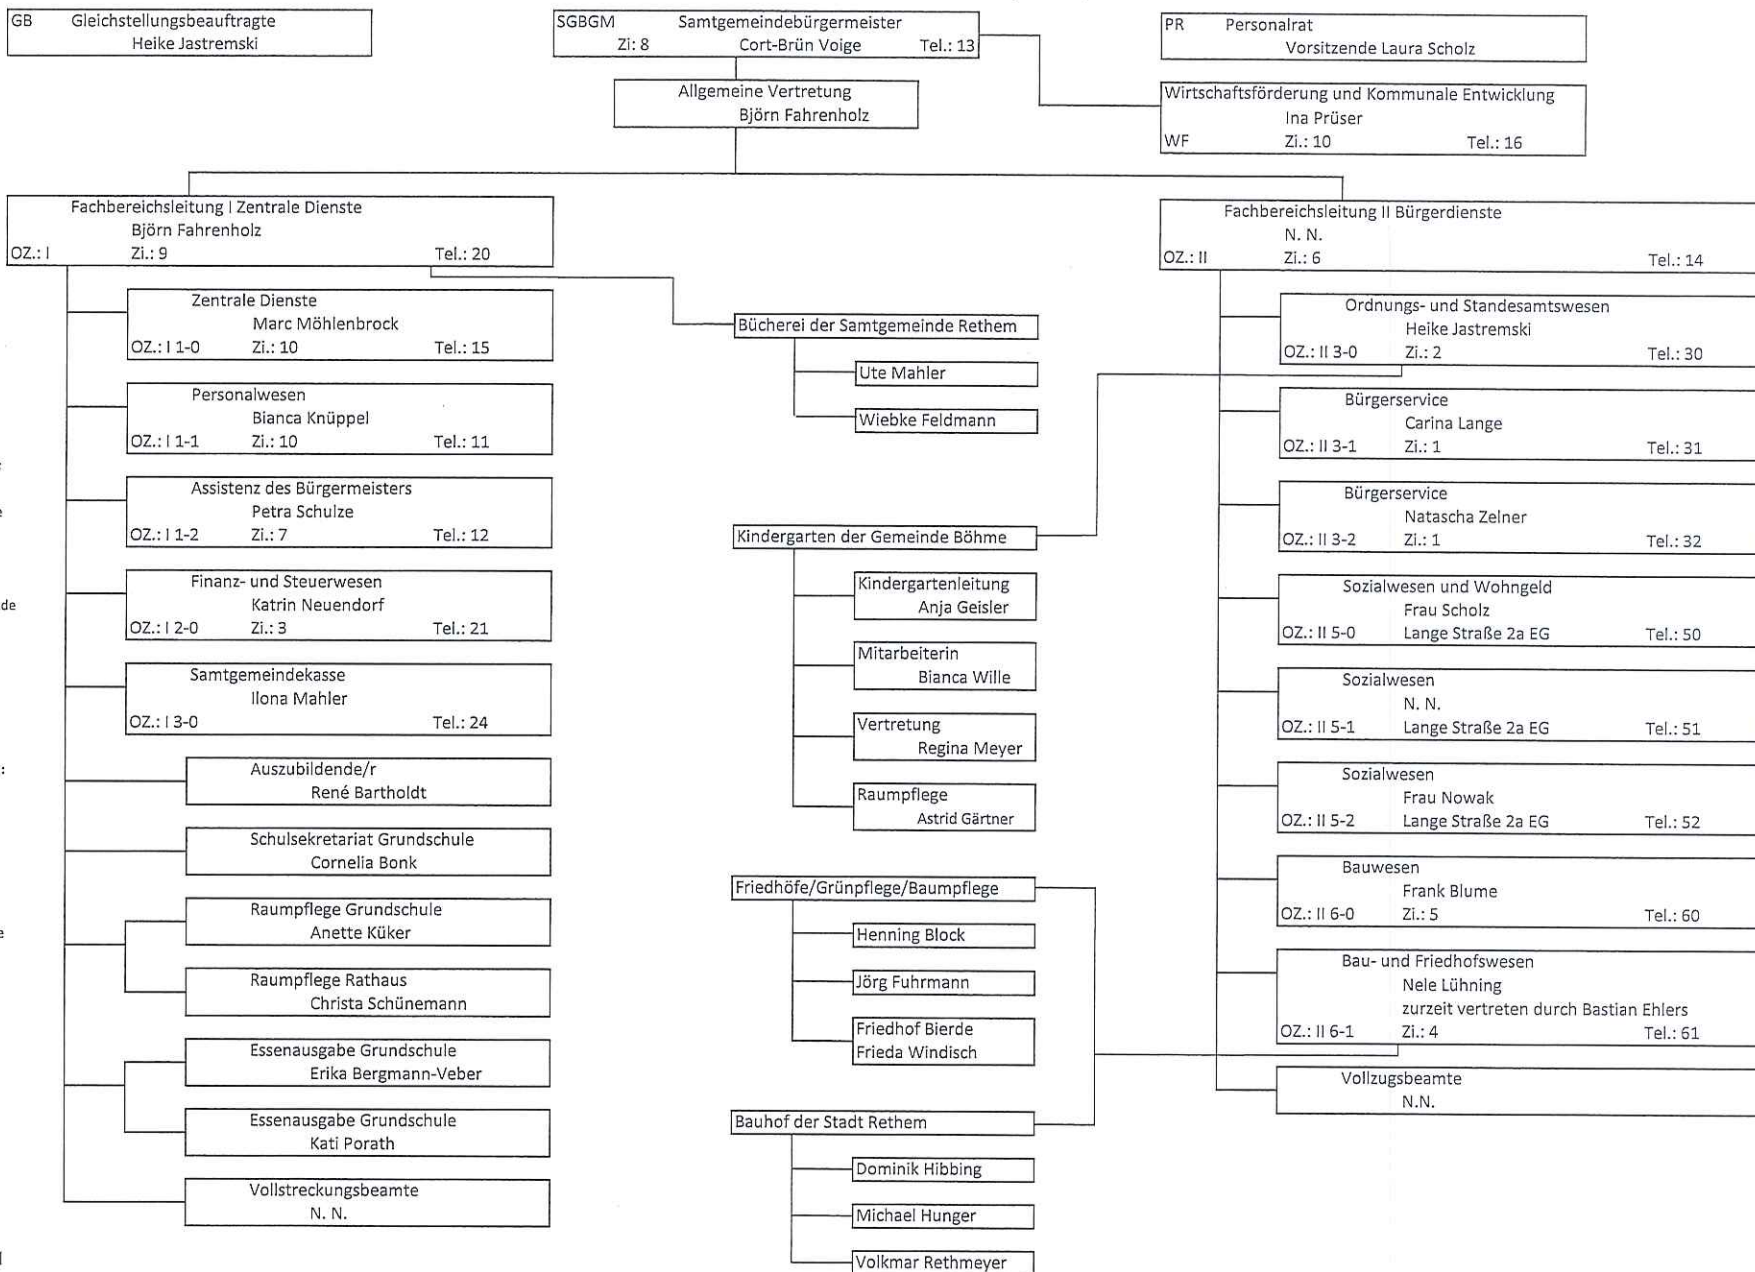 GB Gleichstellungsbeauftragte
Heike Jastremski
SGBGM Samtgemeindebürgermeister
Zi: 8 Cort-Brün Voige Tel.: 13
PR Personalrat
Vorsitzende Laura Scholz
Allgemeine Vertretung
Björn Fahrenholz
Wirtschaftsförderung und Kommunale Entwicklung
Ina Prüser
WF Zi.: 10 Tel.: 16
Fachbereichsleitung I Zentrale Dienste
Björn Fahrenholz
OZ.: I Zi.: 9 Tel.: 20
Zentrale Dienste
Marc Möhlenbrock
OZ.: I 1-0 Zi.: 10 Tel.: 15
Personalwesen
Bianca Knüppel
OZ.: I 1-1 Zi.: 10 Tel.: 11
Assistenz des Bürgermeisters
Petra Schulze
OZ.: I 1-2 Zi.: 7 Tel.: 12
Finanz- und Steuerwesen
Katrin Neuendorf
OZ.: I 2-0 Zi.: 3 Tel.: 21
Samtgemeindekasse
Ilona Mahler
OZ.: I 3-0 Tel.: 24
Auszubildende/r
René Bartholdt
Schulsekretariat Grundschule
Cornelia Bonk
Raumpflege Grundschule
Anette Küker
Raumpflege Rathaus
Christa Schünemann
Essenausgabe Grundschule
Erika Bergmann-Veber
Essenausgabe Grundschule
Kati Porath
Vollstreckungsbeamte
N. N.
Bücherei der Samtgemeinde Rethem
Ute Mahler
Wiebke Feldmann
Kindergarten der Gemeinde Böhme
Kindergartenleitung
Anja Geisler
Mitarbeiterin
Bianca Wille
Vertretung
Regina Meyer
Raumpflege
Astrid Gärtner
Friedhöfe/Grünpflege/Baumpflege
Henning Block
Jörg Fuhrmann
Friedhof Bierde
Frieda Windisch
Bauhof der Stadt Rethem
Dominik Hibbing
Michael Hunger
Volkmar Rethmeyer
Fachbereichsleitung II Bürgerdienste
N. N.
OZ.: II Zi.: 6 Tel.: 14
Ordnungs- und Standesamtswesen
Heike Jastremski
OZ.: II 3-0 Zi.: 2 Tel.: 30
Bürgerservice
Carina Lange
OZ.: II 3-1 Zi.: 1 Tel.: 31
Bürgerservice
Natascha Zelner
OZ.: II 3-2 Zi.: 1 Tel.: 32
Sozialwesen und Wohngeld
Frau Scholz
OZ.: II 5-0 Lange Straße 2a EG Tel.: 50
Sozialwesen
N. N.
OZ.: II 5-1 Lange Straße 2a EG Tel.: 51
Sozialwesen
Frau Nowak
OZ.: II 5-2 Lange Straße 2a EG Tel.: 52
Bauwesen
Frank Blume
OZ.: II 6-0 Zi.: 5 Tel.: 60
Bau- und Friedhofswesen
Nele Lühning
zurzeit vertreten durch Bastian Ehlers
OZ.: II 6-1 Zi.: 4 Tel.: 61
Vollzugsbeamte
N.N.